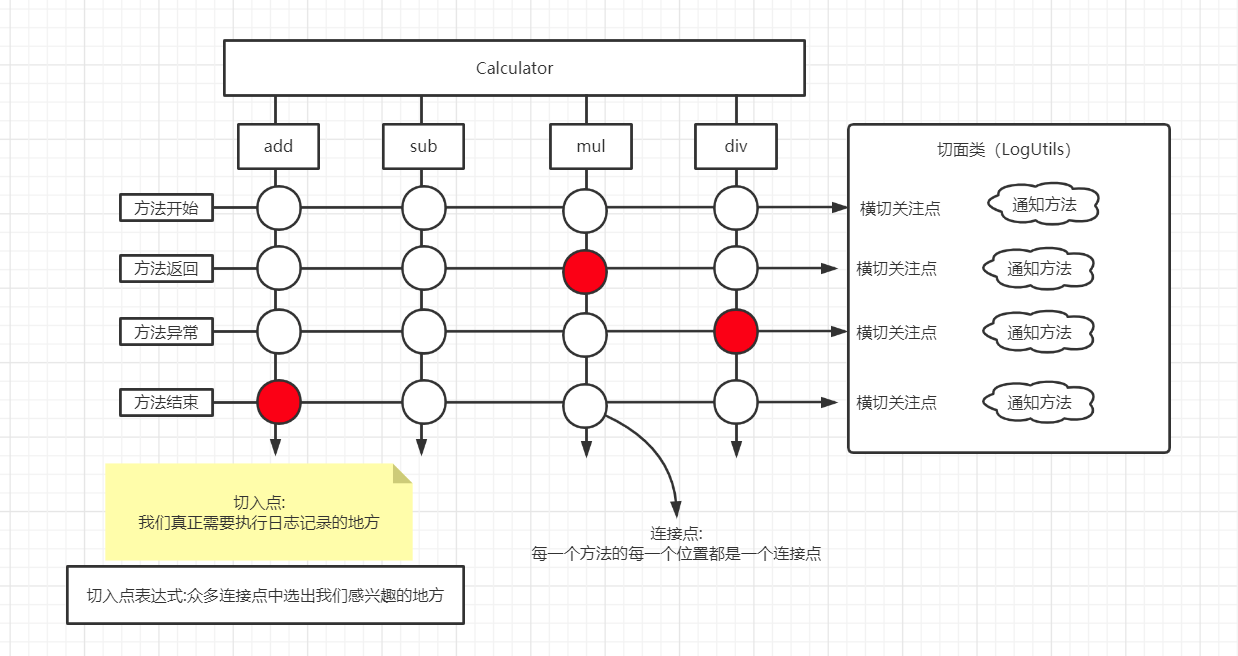 Calculator
add
sub
mul
div
切面类（LogUtils）
方法开始
横切关注点
通知方法
方法返回
横切关注点
通知方法
方法异常
横切关注点
通知方法
方法结束
横切关注点
通知方法
切入点:
我们真正需要执行日志记录的地方
连接点:
每一个方法的每一个位置都是一个连接点
切入点表达式:众多连接点中选出我们感兴趣的地方